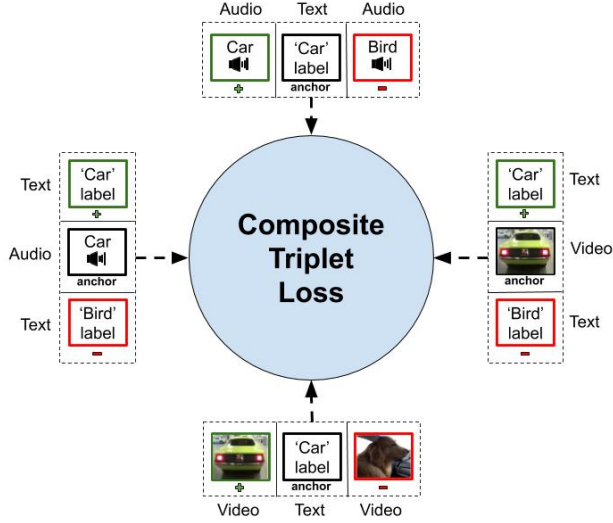 Audio Text Audio
Car
'Car'
label
Bird
+
anchor
-
Text
'Car'
label
+
Audio
Car
anchor
Text
'Bird'
label
-
Composite
Triplet
Loss
'Car'
label
Text
+
Video
anchor
'Bird'
label
Text
-
'Car'
label
+
anchor
-
Video Text Video